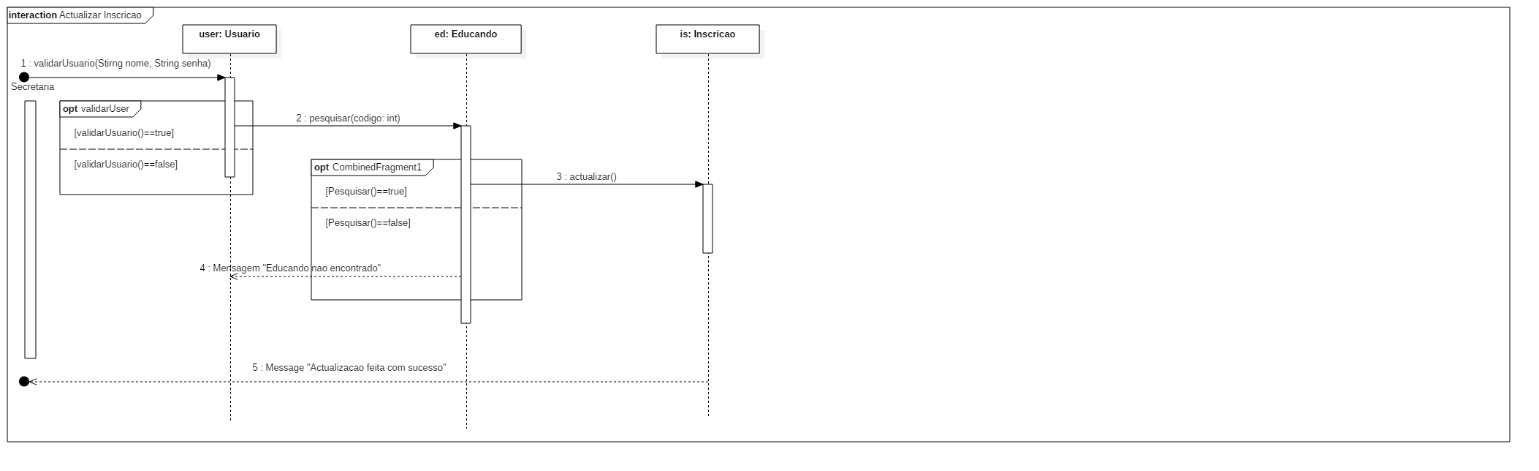 interaction Actualizar Inscricao
user: Usuario
ed: Educando
is: Inscricao
1 : validarUsuario(Stirng nome, String senha)
Secretaria
opt validarUser
2 : pesquisar(codigo: int)
[validarUsuario()==true]
[validarUsuario()==false]
opt CombinedFragment1
3 : actualizar()
[Pesquisar()==true]
[Pesquisar()==false]
4 : Mensagem "Educando nao encontrado"
5 : Message "Actualizacao feita com sucesso"